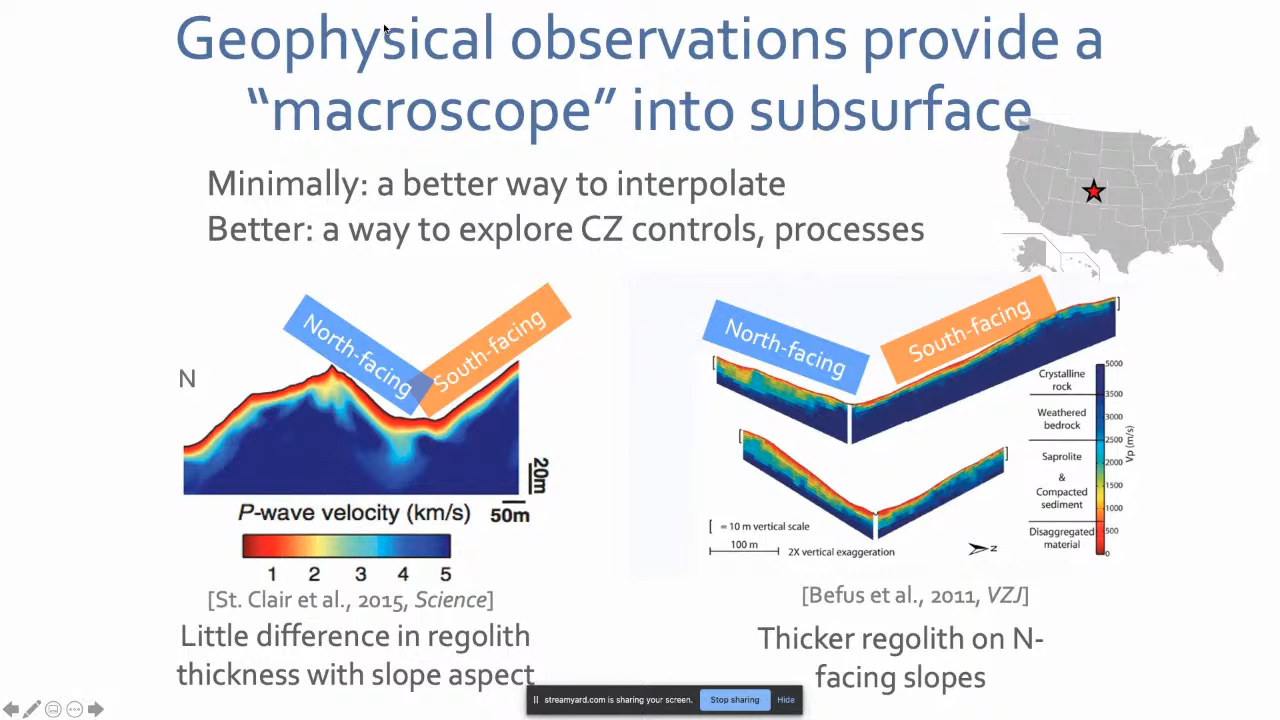 Geophysical observations provide a
“macroscope” into subsurface
Minimally: a better way to interpolate
Better: a way to explore CZ controls, processes
North-facing
South-facing
N
20m
50m
P-wave velocity (km/s)
1 2 3 4 5
[St. Clair et al., 2015, Science]
Little difference in regolith
thickness with slope aspect
North-facing
South-facing
Crystalline
rock
Weathered
bedrock
Saprolite
&
Compacted
sediment
Disaggregated
material
5000
3500
3000
2500
2000
1500
1000
500
0
Vp (m/s)
[ = 10 m vertical scale
100 m
2X vertical exaggeration
N
[Befus et al., 2011, VZJ]
Thicker regolith on N-
facing slopes
streamyard.com is sharing your screen.
Stop sharing
Hide